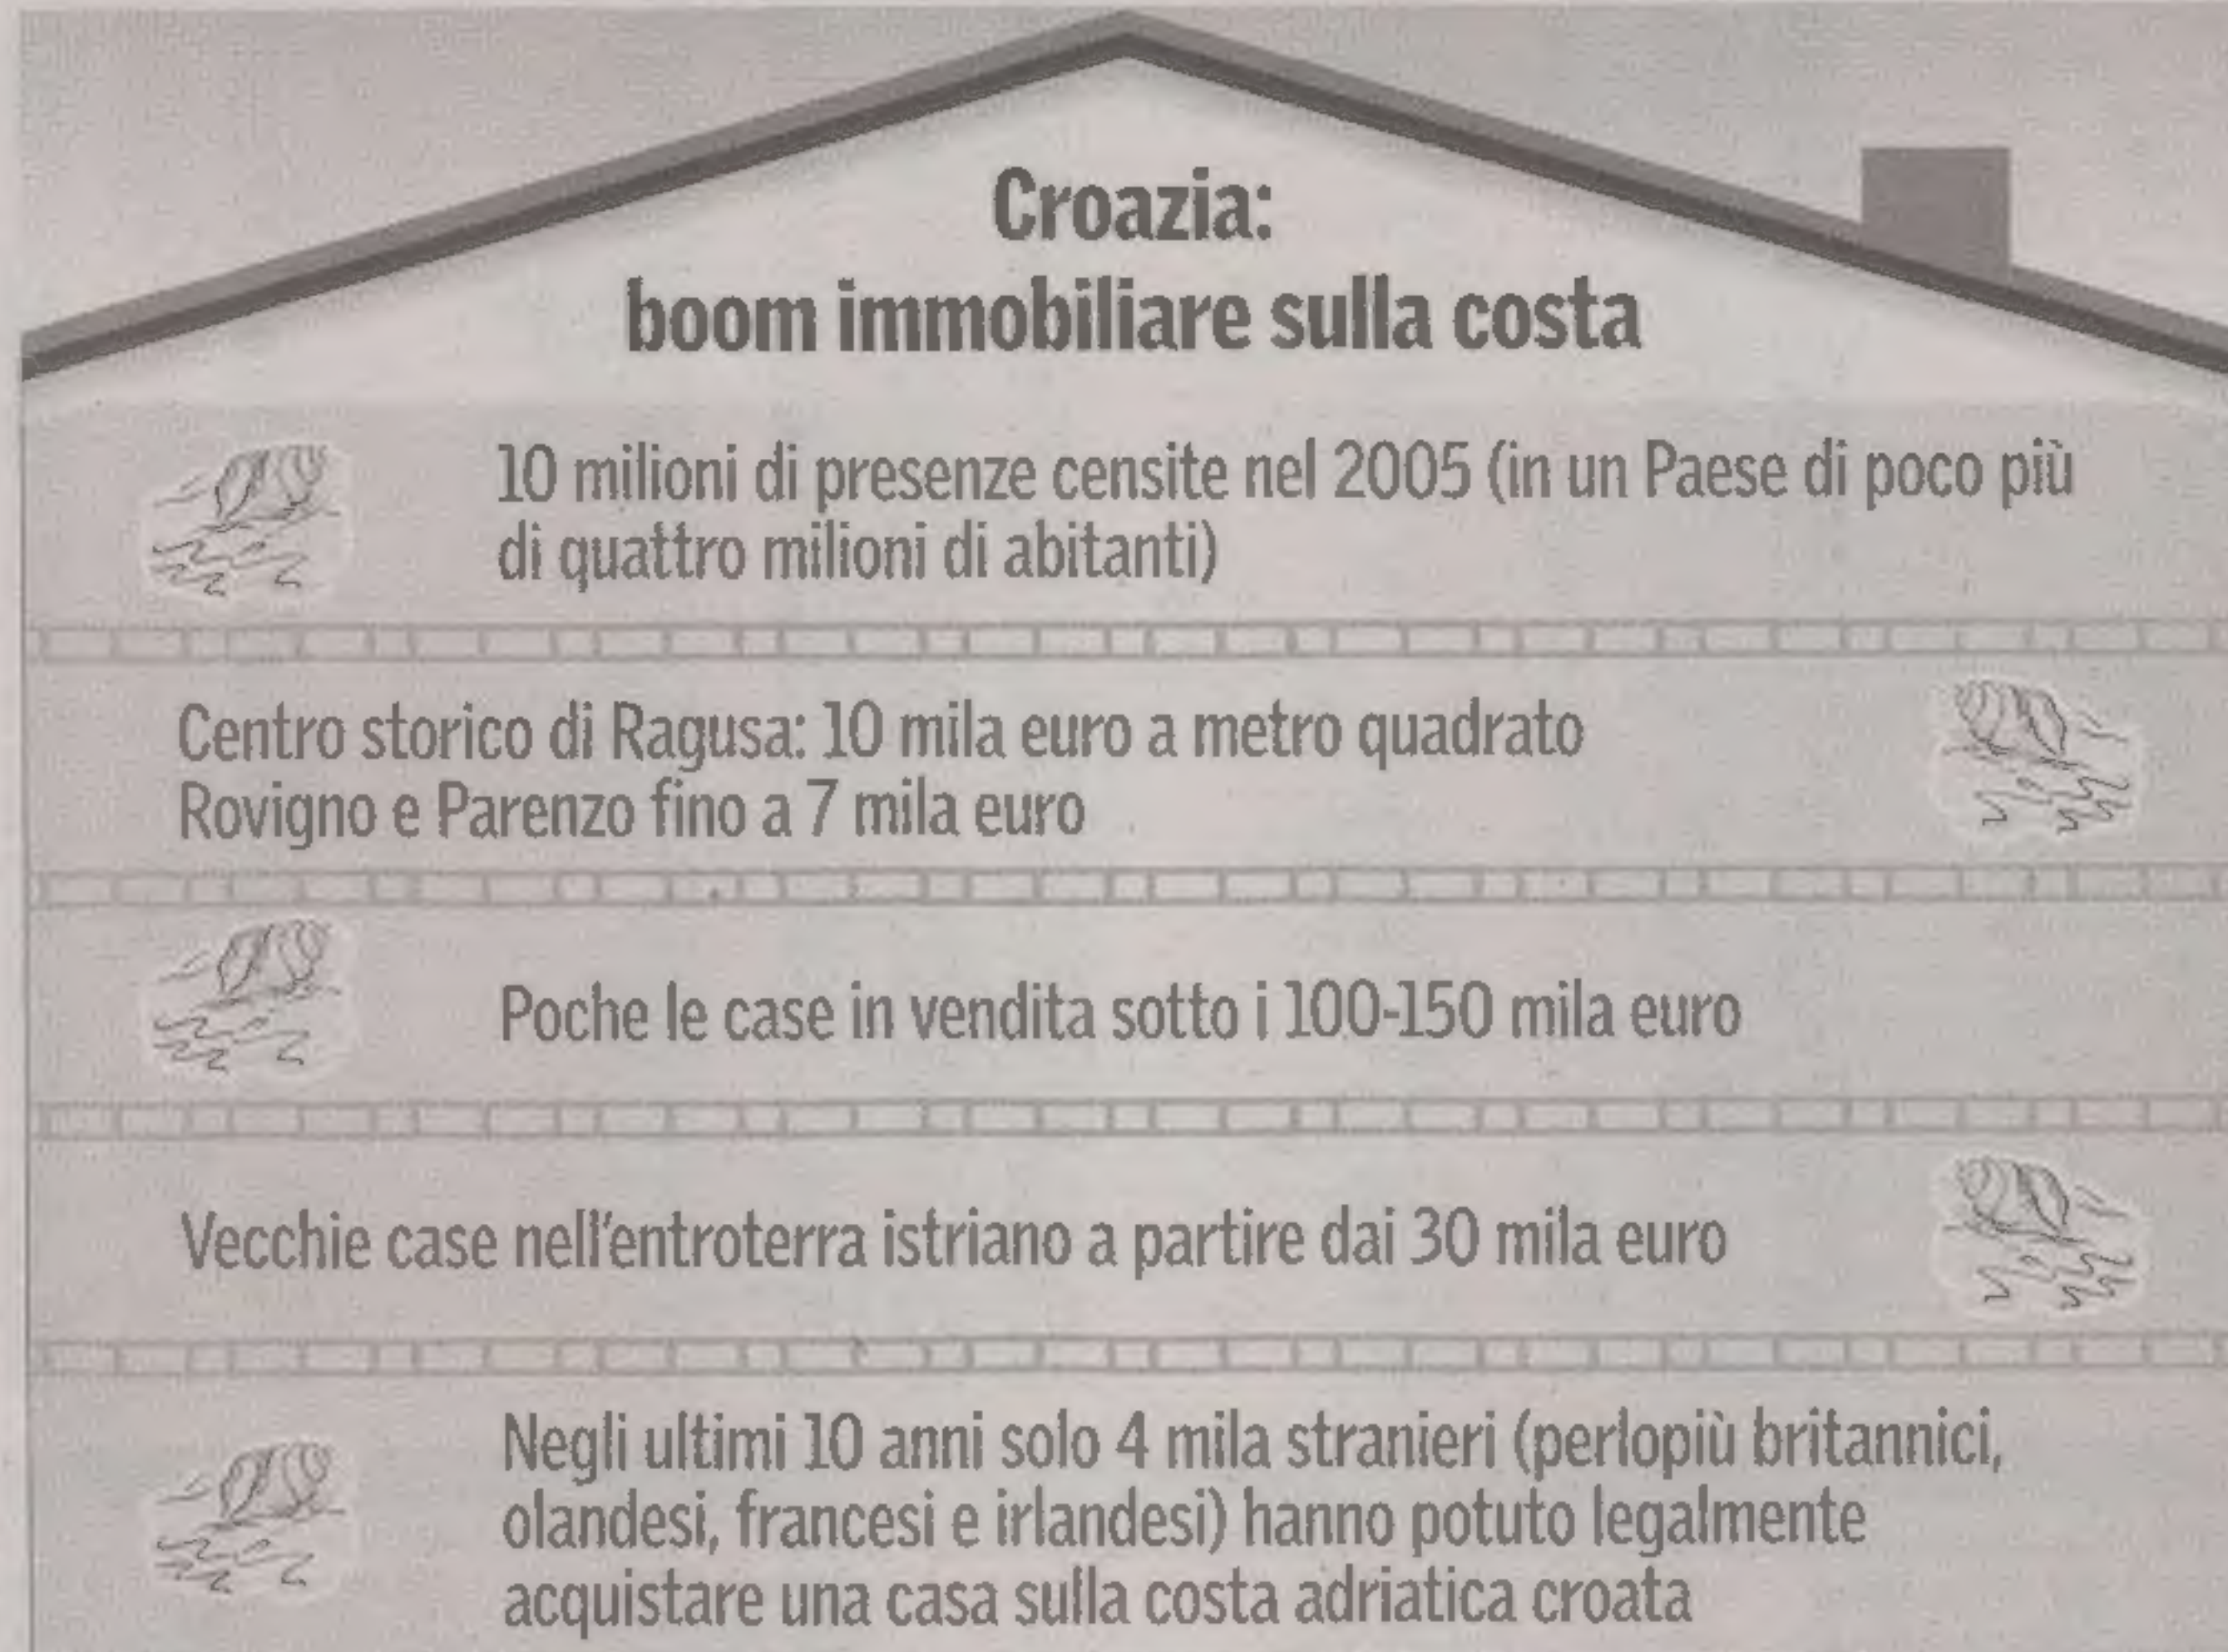 Croazia:
boom immobiliare sulla costa
10 milioni di presenze censite nel 2005 (in un Paese di poco più
di quattro milioni di abitanti)
Centro storico di Ragusa: 10 mila euro a metro quadrato
Rovigno e Parenzo fino a 7 mila euro
Poche le case in vendita sotto i 100-150 mila euro
Vecchie case nell'entroterra istriano a partire dai 30 mila euro
Negli ultimi 10 anni solo 4 mila stranieri (perlopiù britannici,
olandesi, francesi e irlandesi) hanno potuto legalmente
acquistare una casa sulla costa adriatica croata